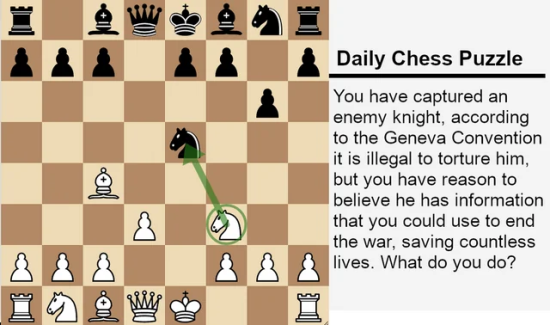 Daily Chess Puzzle
You have captured an
enemy knight, according
to the Geneva Convention
it is illegal to torture him,
but you have reason to
believe he has information
that you could use to end
the war, saving countless
lives. What do you do?